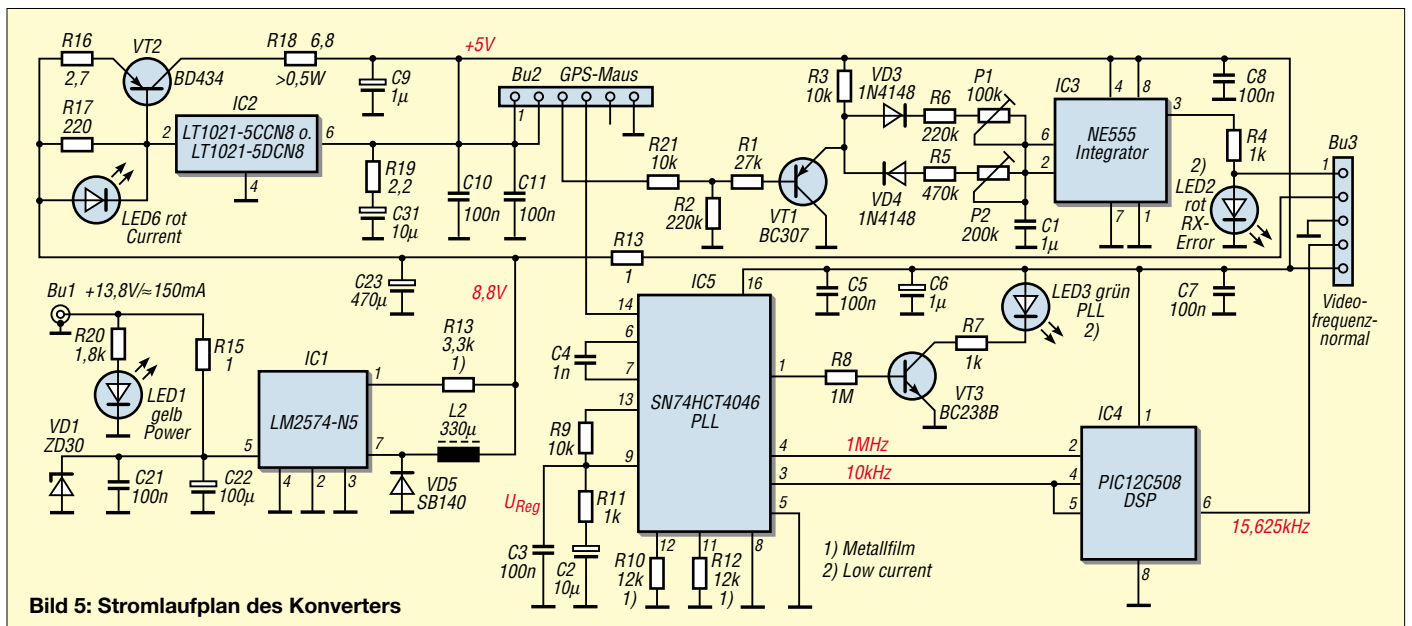 R16
2,7
VT2
BD434
R18 6,8
>0,5W
+5V
R17
220
IC2
2
LT1021-5CCN8 o.
LT1021-5DCN8
6
4
LED6 rot
Current
C9
1µ
R19
2,2
C31
10µ
C10
100n
C11
100n
Bu2 GPS-Maus
1
R21
10k
R2
220k
R1
27k
VT1
BC307
R3
10k
VD3
1N4148
VD4
1N4148
R6
220k
R5
470k
P1
100k
P2
200k
C1
1µ
IC3
4
8
3
6
2
NE555
Integrator
7
1
C8
100n
R4
1k
2)
LED2
rot
RX-
Error
Bu3
1
Video-
frequenz-
normal
R13
1
C23
470µ
8,8V
Bu1 +13,8V/≈150mA
R20
1,8k
LED1
gelb
Power
R15
1
VD1
ZD30
C21
100n
C22
100µ
IC1
5
LM2574-N5
1
7
4
2
3
R13
3,3k
1)
L2
330µ
VD5
SB140
IC5
16
14
6
7
13
9
C4
1n
R9
10k
R11
1k
UReg
C3
100n
C2
10µ
SN74HCT4046
PLL
1
4
3
5
12
11
8
R10
12k
1)
R12
12k
1)
C5
100n
C6
1µ
LED3 grün
PLL
2)
C7
100n
R7
1k
R8
1M
VT3
BC238B
1MHz
10kHz
IC4
1
2
4
5
PIC12C508
DSP
6
8
15,625kHz
1) Metallfilm
2) Low current
Bild 5: Stromlaufplan des Konverters